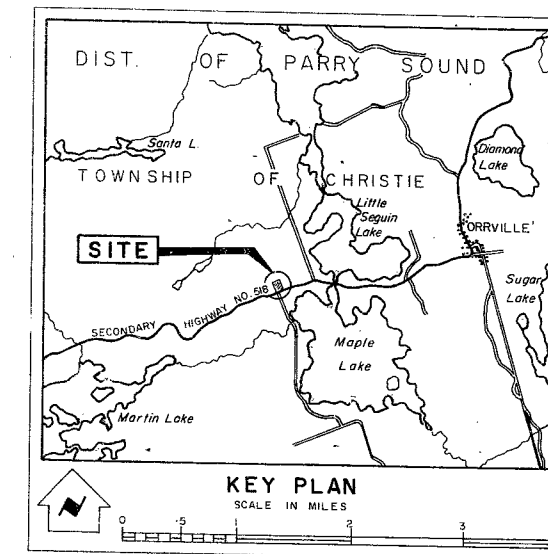 DIST. OF PARRY SOUND
Santa L.
Diamond
Lake
TOWNSHIP OF CHRISTIE
Little
Seguin
Lake
ORRVILLE
SITE
Sugar
Lake
SECONDARY HIGHWAY NO. 518
Maple
Lake
Martin Lake
KEY PLAN
SCALE IN MILES
0 .5 1 2 3